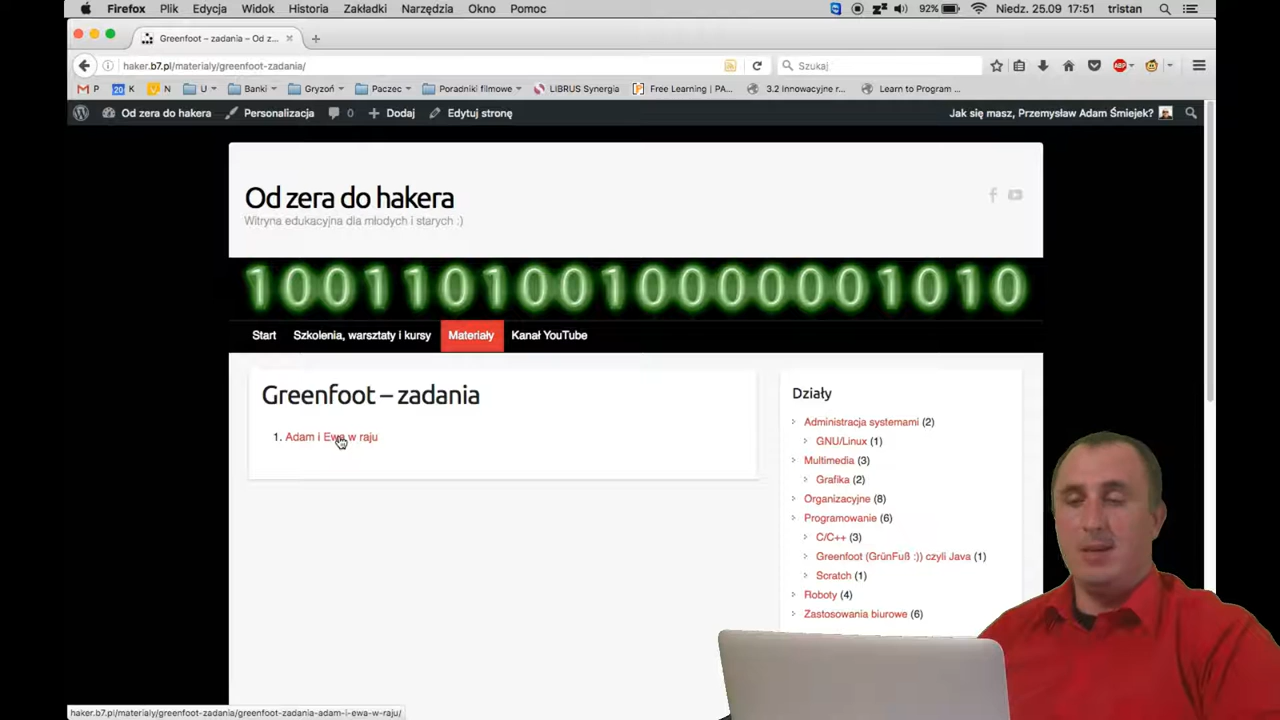 Firefox Plik Edycja Widok Historia Zakładki Narzędzia Okno Pomoc 92% Niedz. 25.09 17:51 tristan
Greenfoot – zadania – Od z...
haker.b7.pl/materialy/greenfoot-zadania/ Szukaj
P 20 K N U Banki Gryzoń Paczec Poradniki filmowe LIBRUS Synergia Free Learning | PA... 3.2 Innowacyjne r... Learn to Program ...
Od zera do hakera Personalizacja 0 Dodaj Edytuj stronę Jak się masz, Przemysław Adam Śmiejek?
Od zera do hakera
Witryna edukacyjna dla młodych i starych :)
10011010010000001010
Start Szkolenia, warsztaty i kursy Materiały Kanał YouTube
Greenfoot – zadania
1. Adam i Ewa w raju
Działy
Administracja systemami (2)
GNU/Linux (1)
Multimedia (3)
Grafika (2)
Organizacyjne (8)
Programowanie (6)
C/C++ (3)
Greenfoot (GrünFuß :)) czyli Java (1)
Scratch (1)
Roboty (4)
Zastosowania biurowe (6)
haker.b7.pl/materialy/greenfoot-zadania/greenfoot-zadania-adam-i-ewa-w-raju/